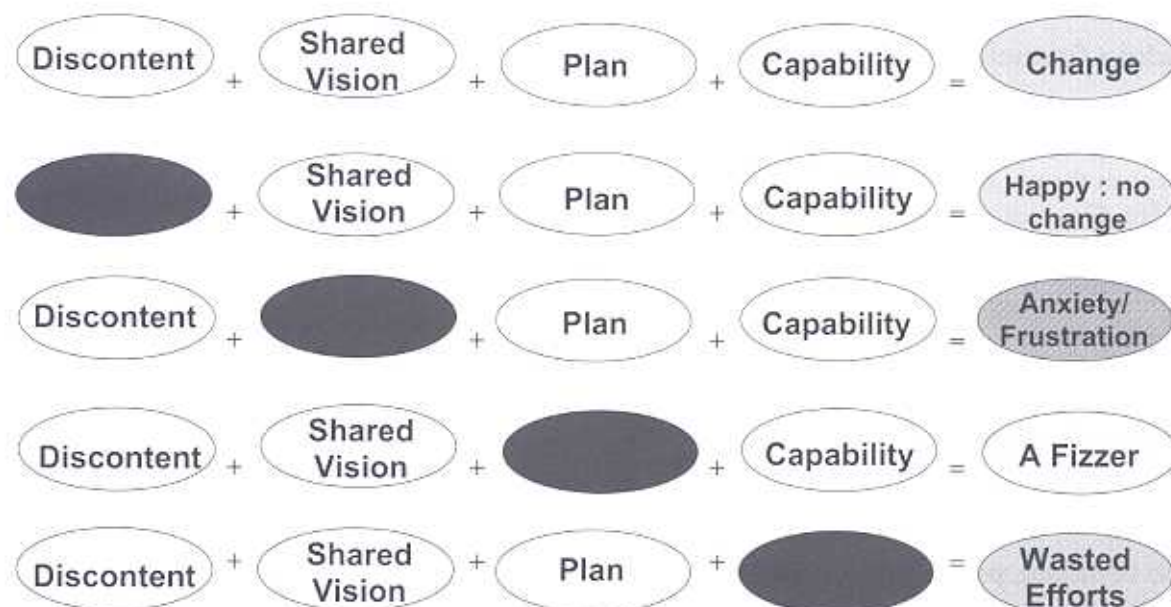 Discontent + Shared Vision + Plan + Capability = Change
+ Shared Vision + Plan + Capability = Happy : no change
Discontent + + Plan + Capability = Anxiety/ Frustration
Discontent + Shared Vision + + Capability = A Fizzer
Discontent + Shared Vision + Plan + = Wasted Efforts